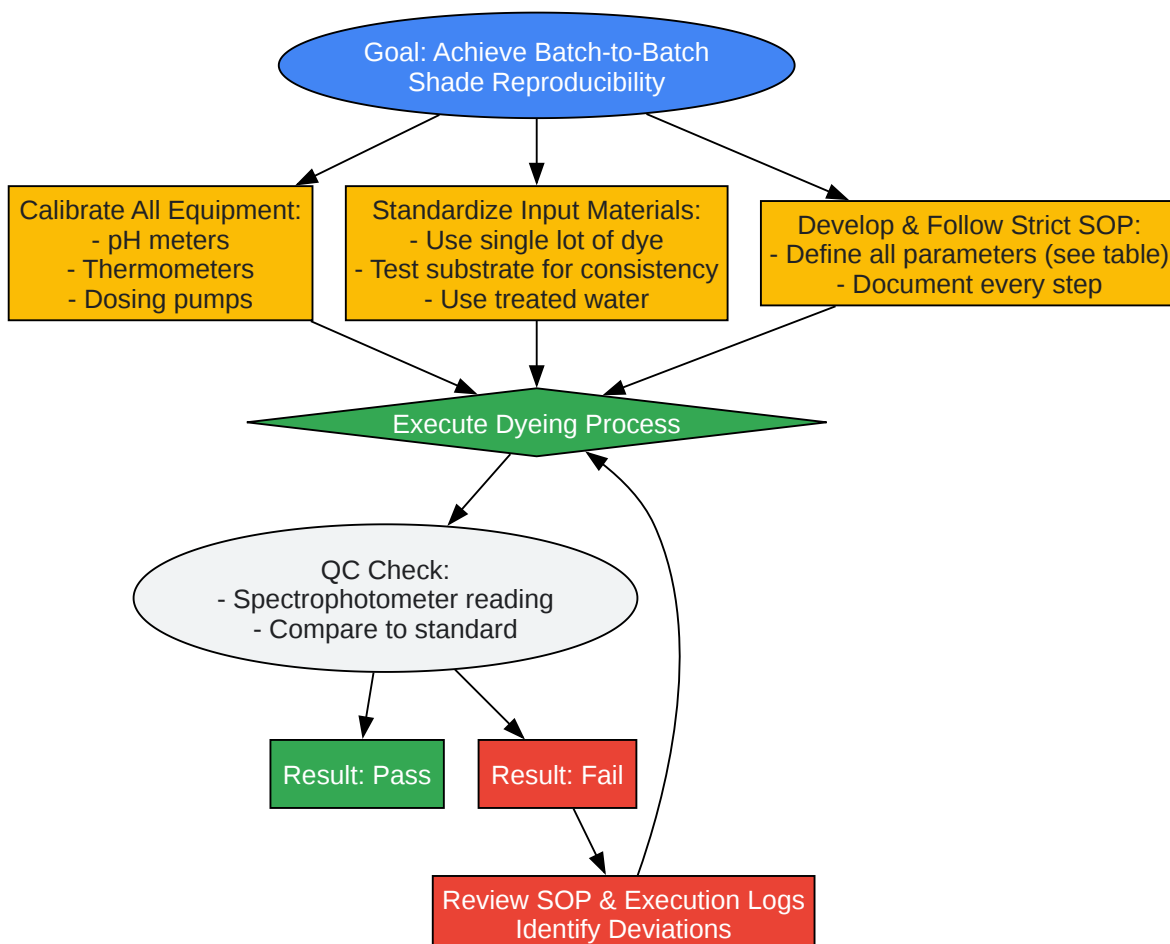 Goal: Achieve Batch-to-Batch
Shade Reproducibility
Calibrate All Equipment:
- pH meters
- Thermometers
- Dosing pumps
Standardize Input Materials:
- Use single lot of dye
- Test substrate for consistency
- Use treated water
Develop & Follow Strict SOP:
- Define all parameters (see table)
- Document every step
Execute Dyeing Process
QC Check:
- Spectrophotometer reading
- Compare to standard
Result: Pass
Result: Fail
Review SOP & Execution Logs
Identify Deviations